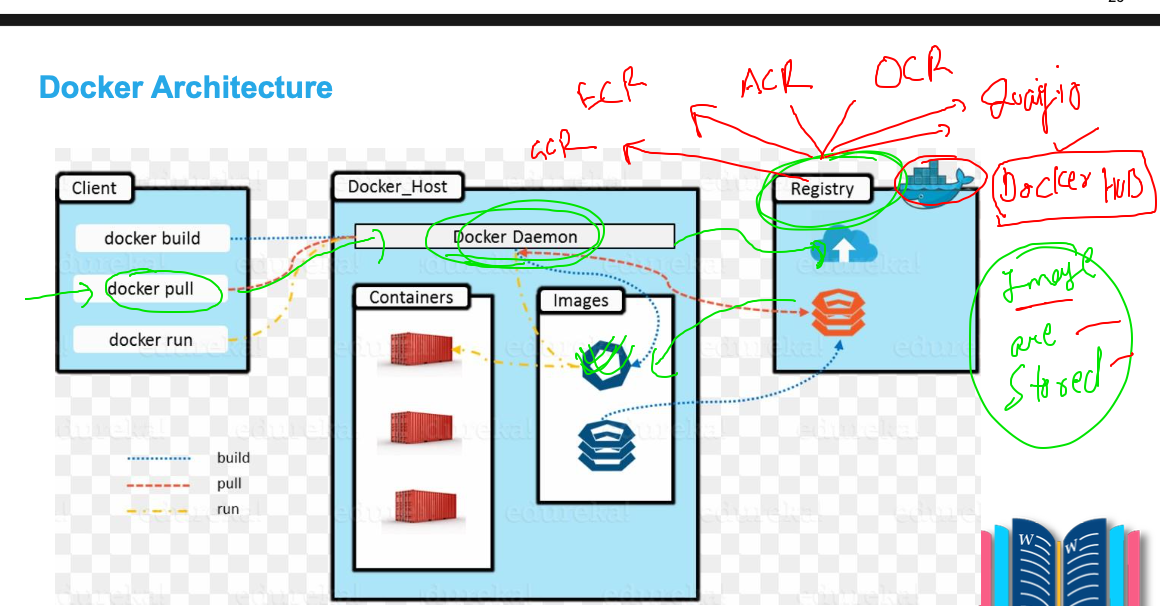 Docker Architecture
ECR
ACR
OCR
Quay.io
GCR
Docker HUB
Client
docker build
docker pull
docker run
Docker_Host
Docker Daemon
Containers
Images
Registry
Image
are
Stored
build
pull
run
edureka!
W
W